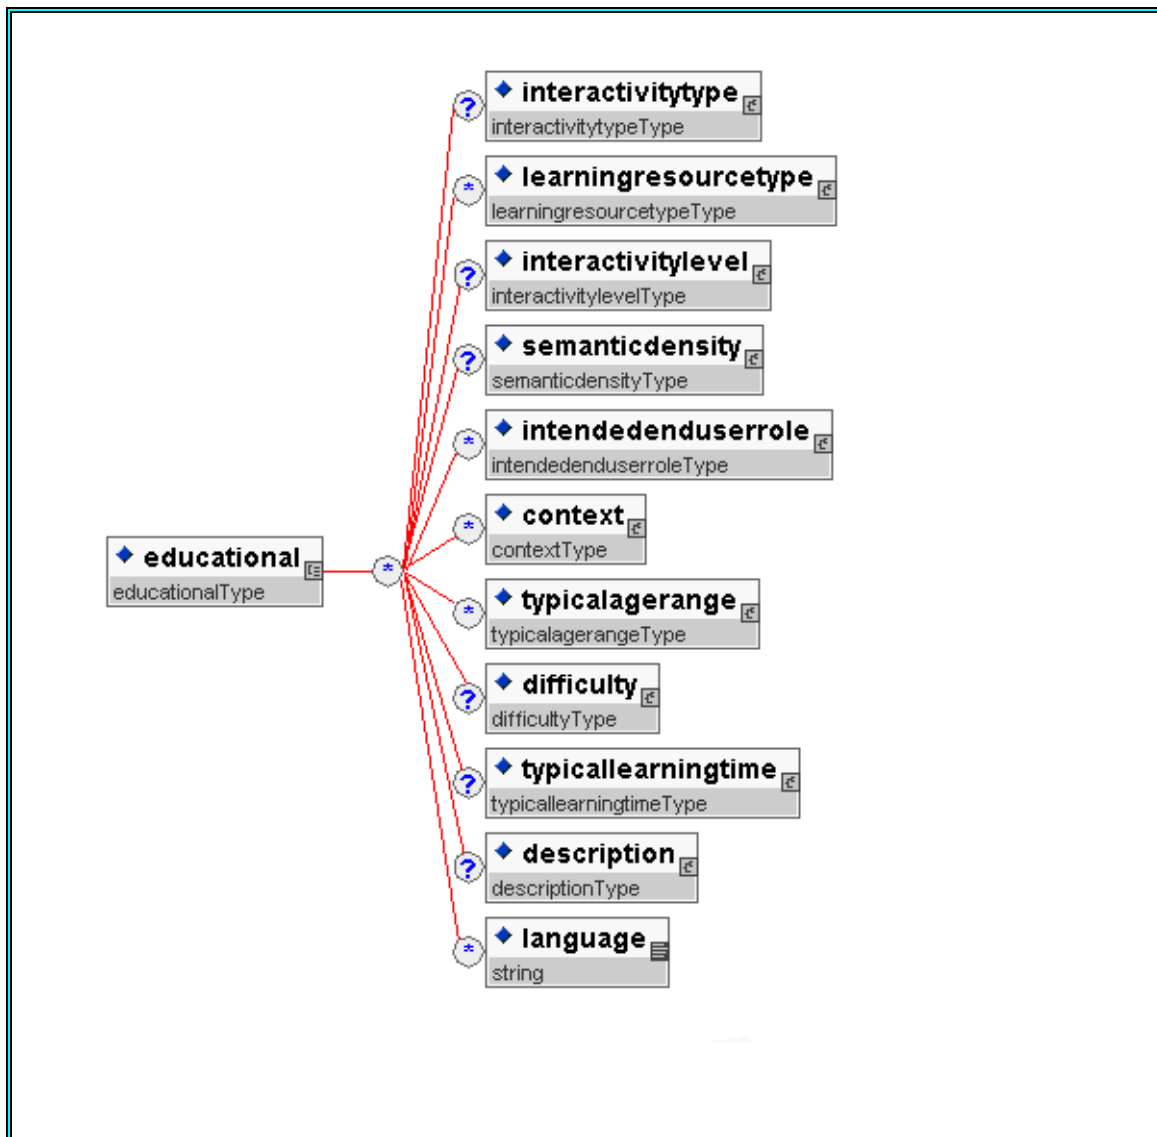 ? interactivitytype
interactivitytypeType
* learningresourcetype
learningresourcetypeType
? interactivitylevel
interactivitylevelType
? semanticdensity
semanticdensityType
* intendedenduserrole
intendedenduserroleType
* context
contextType
educational *
educationalType
* typicalagerange
typicalagerangeType
? difficulty
difficultyType
? typicallearningtime
typicallearningtimeType
? description
descriptionType
* language
string